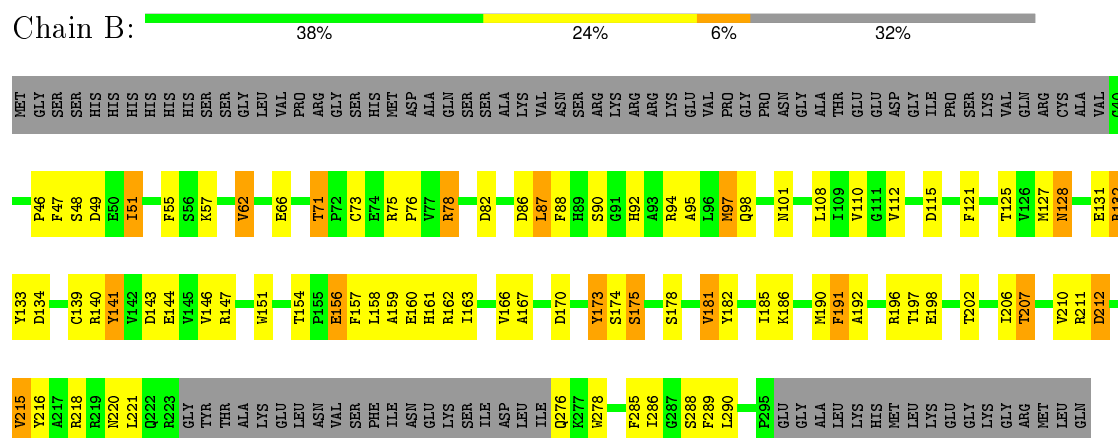 Chain B:
38% 24% 6% 32%
MET GLY SER SER HIS HIS HIS HIS HIS HIS SER SER GLY LEU VAL PRO ARG GLY SER HIS MET ASP ALA GLN SER SER ALA LYS VAL ASN SER ARG LYS ARG ARG LYS GLU VAL PRO GLY PRO ASN GLY ALA THR GLU GLU ASP GLY ILE PRO SER LYS VAL GLN ARG CYS ALA VAL G40
P46 F47 S48 D49 E50 I51 F55 S56 K57 V62 E66 T71 P72 C73 E74 R75 P76 V77 R78 D82 D86 L87 F88 H89 S90 G91 H92 A93 R94 A95 L96 M97 Q98 N101 L108 I109 V110 G111 V112 D115 F121 T125 V126 M127 N128 E131 R132
Y133 D134 C139 R140 Y141 V142 D143 E144 V145 V146 R147 W151 T154 P155 E156 F157 L158 A159 E160 H161 R162 I163 V166 A167 D170 Y173 S174 S175 S178 V181 Y182 I185 K186 M190 F191 A192 R196 T197 E198 T202 I206 T207 V210 R211 D212
V215 Y216 A217 R218 R219 N220 L221 Q222 R223 GLY TYR THR ALA LYS GLU LEU ASN VAL SER PHE ILE ASN GLU LYS SER ILE ASP LEU ILE Q276 K277 W278 F285 I286 G287 S288 F289 L290 P295 GLU GLY ALA LEU LYS HIS MET LEU LYS GLU GLY LYS GLY ARG MET LEU GLN